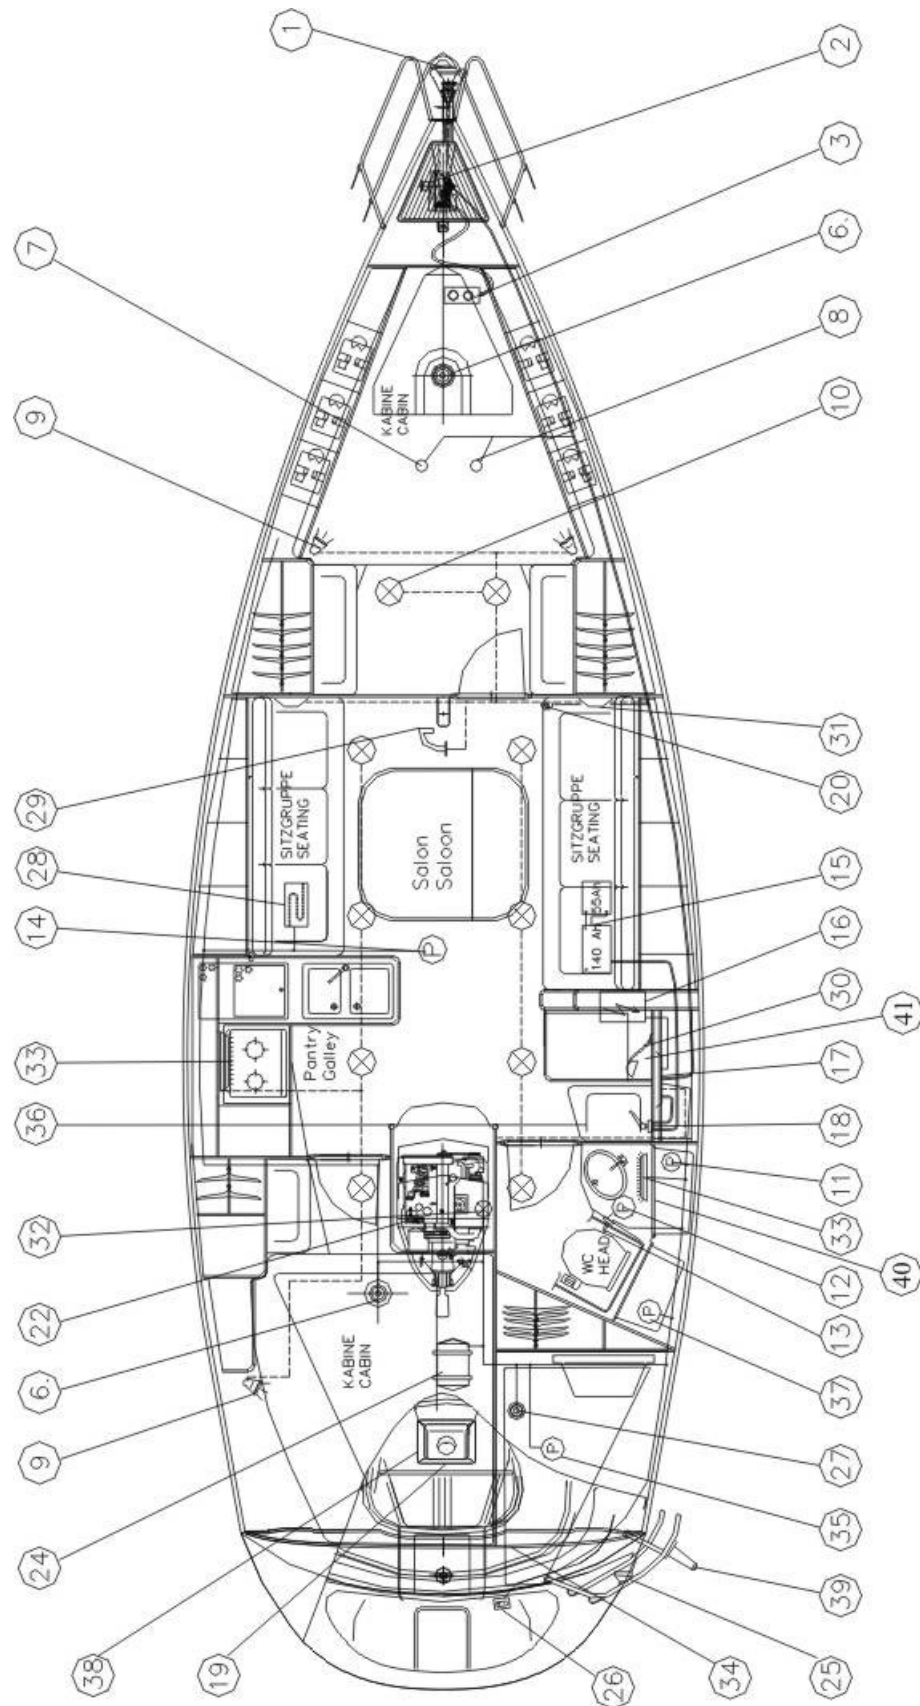 38
19
24
9
6.
22
32
36
33
14
28
29
9
7
1
SITZGRUPPE
SEATING
Pantry
Galley
KABINE
CABIN
KABINE
CABIN
P
Salon
Saloon
P
WC
HEAD
P
P
P
SITZGRUPPE
SEATING
140 AH
55Ah
26
34
25
39
35
27
37
13
12
40
33
11
18
17
41
30
16
15
20
31
10
8
6.
3
2